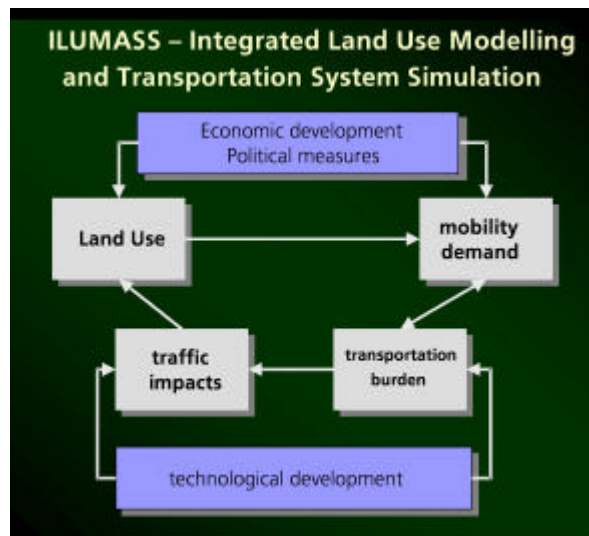 ILUMASS – Integrated Land Use Modelling
and Transportation System Simulation
Economic development
Political measures
Land Use
mobility
demand
traffic
impacts
transportation
burden
technological development